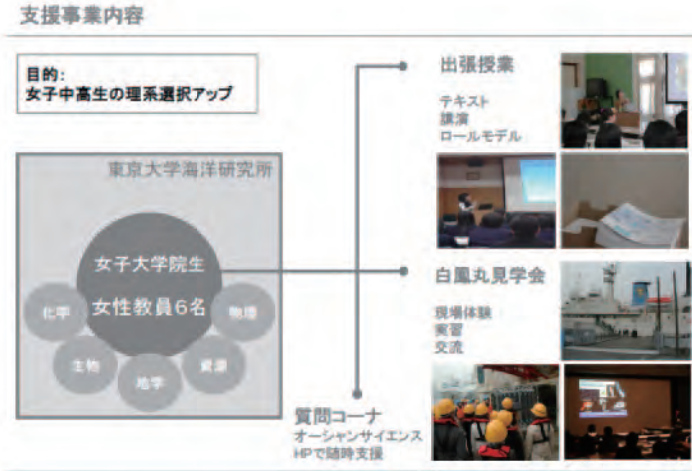 支援事業内容
目的:
女子中高生の理系選択アップ
東京大学海洋研究所
女子大学院生
女性教員6名
化学
物理
生物
資源
地学
出張授業
テキスト
講演
ロールモデル
白鳳丸見学会
現場体験
実習
交流
質問コーナ
オーシャンサイエンス
HPで随時支援